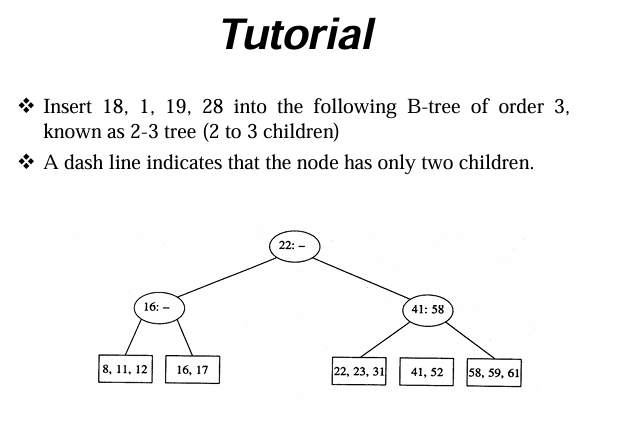 Tutorial
❖ Insert 18, 1, 19, 28 into the following B-tree of order 3,
known as 2-3 tree (2 to 3 children)
❖ A dash line indicates that the node has only two children.
22: –
16: –
41: 58
8, 11, 12
16, 17
22, 23, 31
41, 52
58, 59, 61